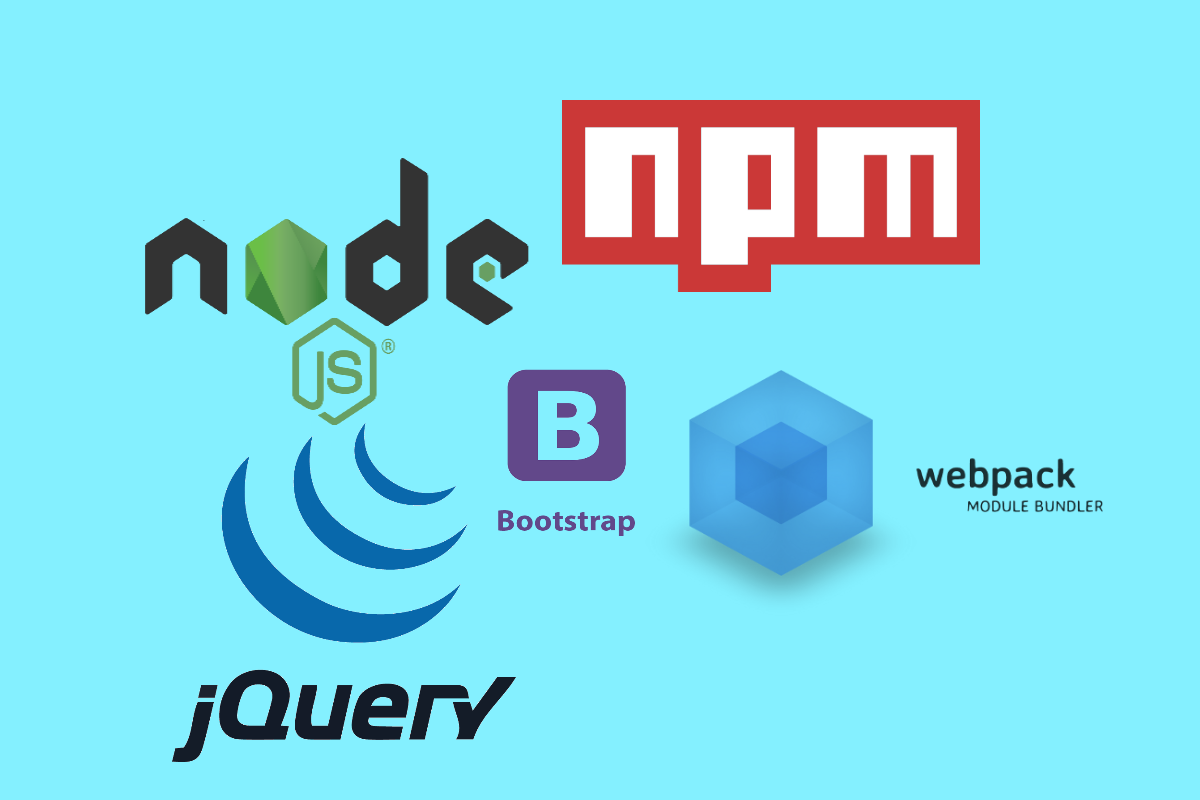 node
JS®
npm
B
Bootstrap
webpack
MODULE BUNDLER
jQuery